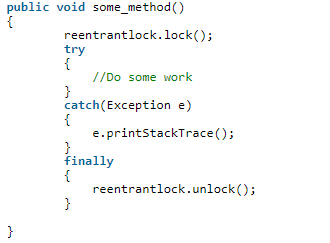 public void some_method()
{
        reentrantlock.lock();
        try
        {
            //Do some work
        }
        catch(Exception e)
        {
            e.printStackTrace();
        }
        finally
        {
            reentrantlock.unlock();
        }

}